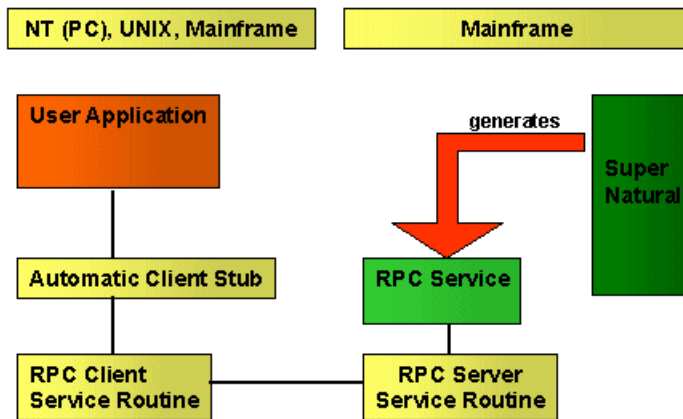 NT (PC), UNIX, Mainframe
Mainframe
User Application
generates
Super
Natural
Automatic Client Stub
RPC Service
RPC Client
Service Routine
RPC Server
Service Routine